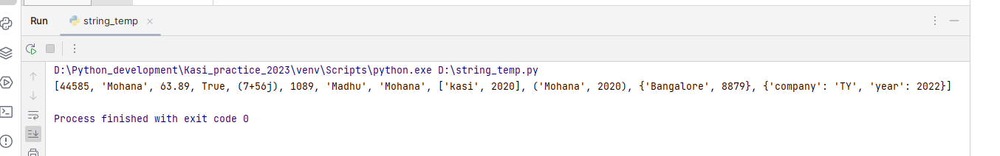 Run string_temp
D:\Python_development\Kasi_practice_2023\venv\Scripts\python.exe D:\string_temp.py
[44585, 'Mohana', 63.89, True, (7+56j), 1089, 'Madhu', 'Mohana', ['kasi', 2020], ('Mohana', 2020), {'Bangalore', 8879}, {'company': 'TY', 'year': 2022}]
Process finished with exit code 0